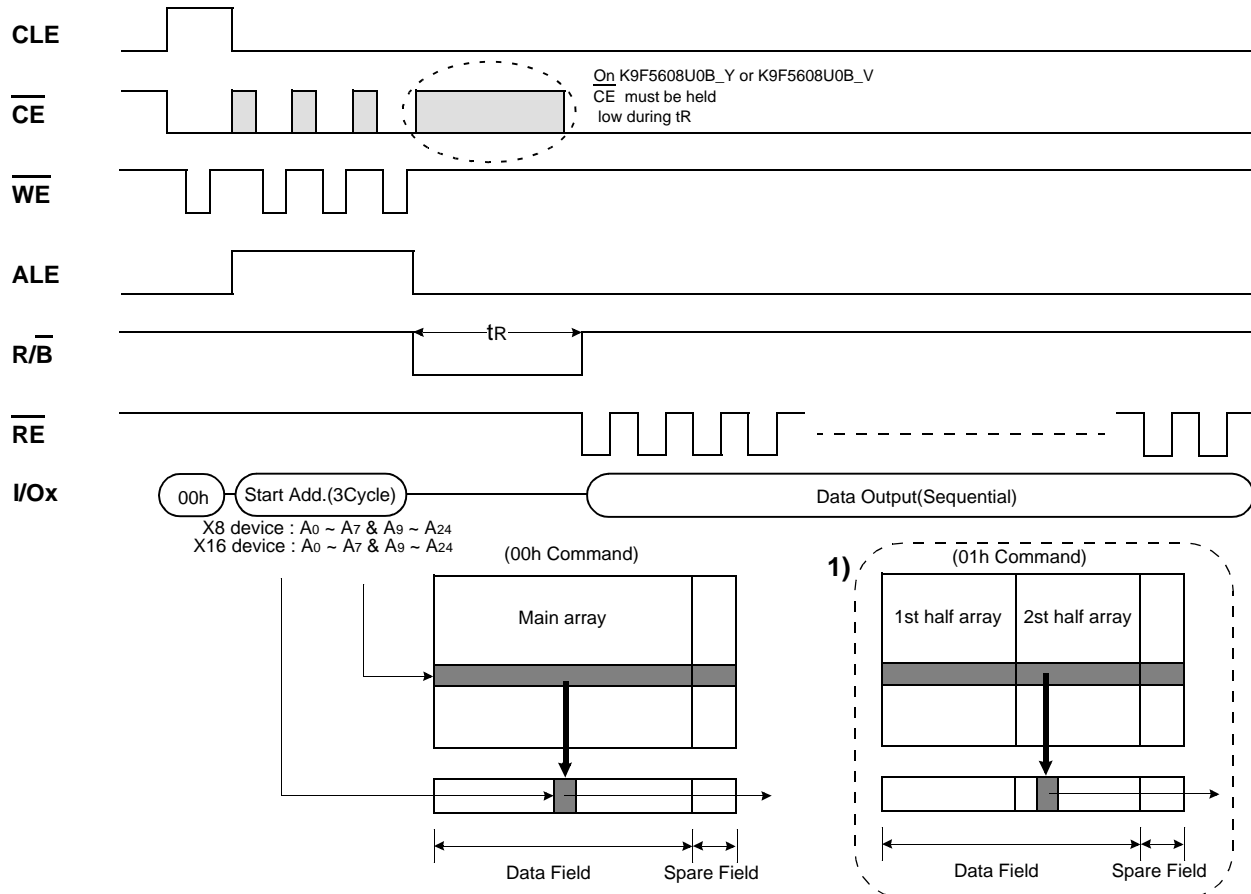 CLE
On K9F5608U0B_Y or K9F5608U0B_V
CE must be held
low during tR
CE
WE
ALE
R/B
tR
RE
I/Ox
00h
Start Add.(3Cycle)
Data Output(Sequential)
X8 device : A0 ~ A7 & A9 ~ A24
X16 device : A0 ~ A7 & A9 ~ A24
(00h Command)
Main array
Data Field
Spare Field
1)
(01h Command)
1st half array
2st half array
Data Field
Spare Field